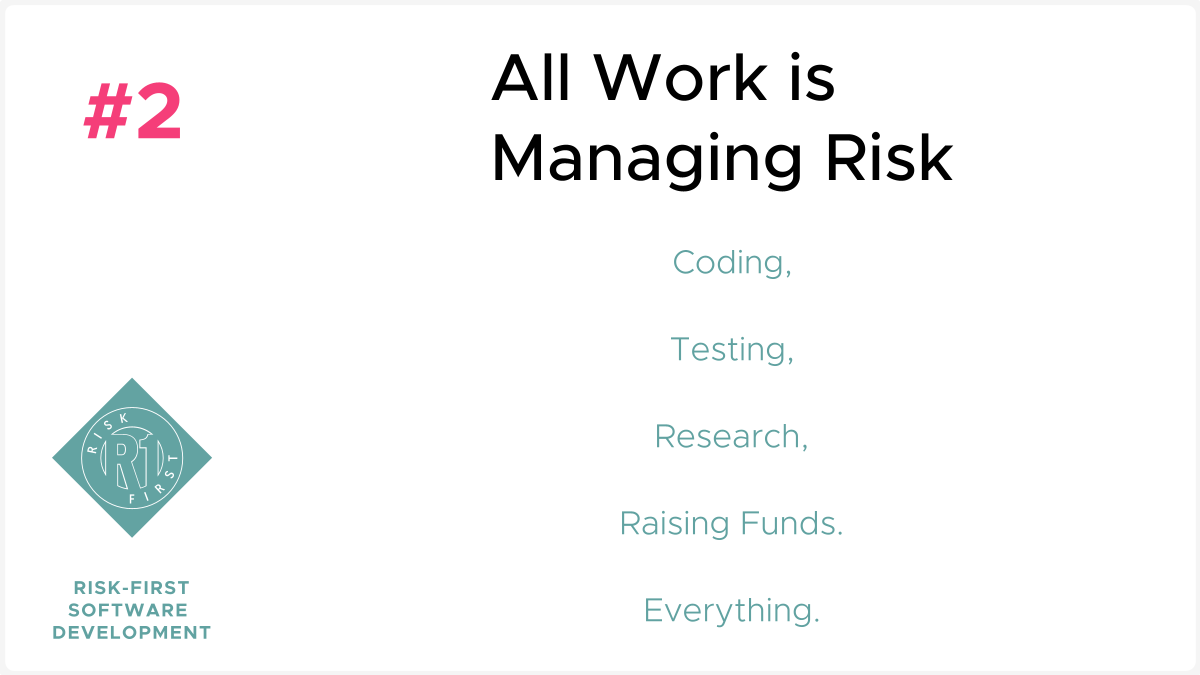 #2
All Work is
Managing Risk
Coding,
Testing,
Research,
Raising Funds.
Everything.
RISK
R1
FIRST
RISK-FIRST
SOFTWARE
DEVELOPMENT